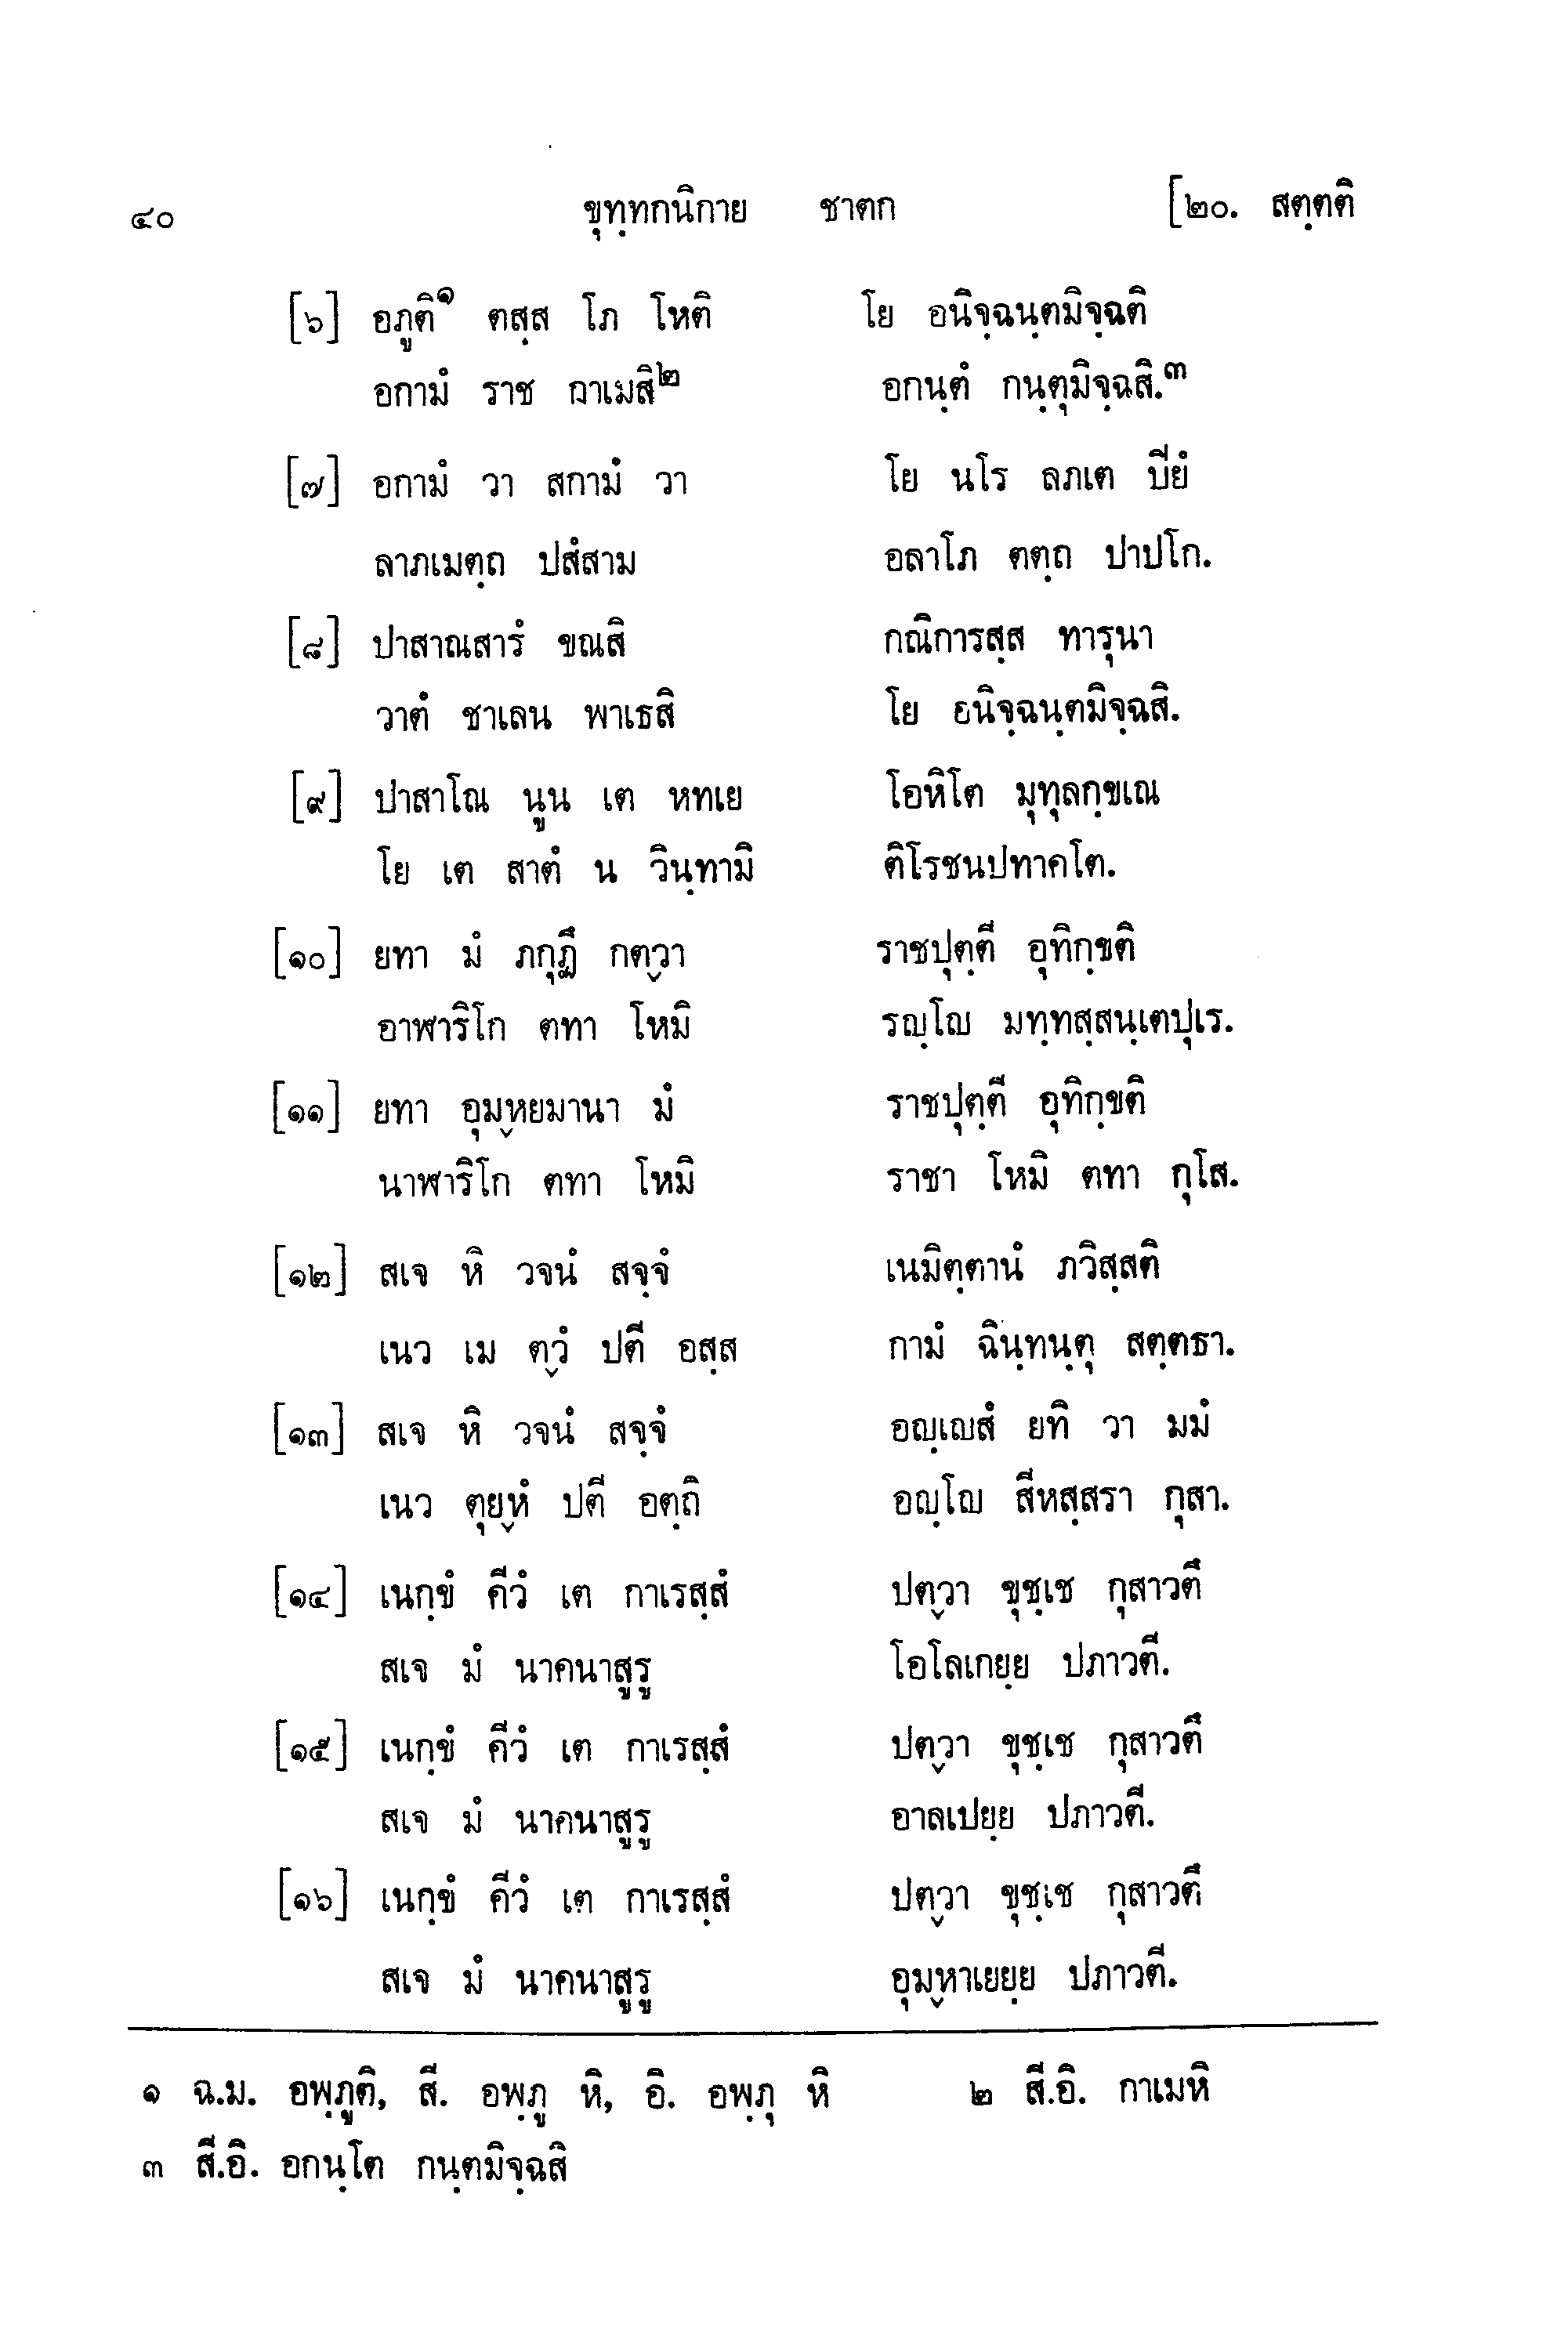 ๔๐ ขุทฺทกนิกาย ชาตก [๒๐. สตฺตติ
[๖] อภูติ๑ ตสฺส โภ โหติ โย อนิจฺฉนฺตมิจฺฉติ
อกามํ ราช กาเมสิ๒ อกนฺตํ กนฺตุมิจฺฉสิ.๓
[๗] อกามํ วา สกามํ วา โย นโร ลภเต ปิยํ
ลาภเมตฺถ ปสํสาม อลาโภ ตตฺถ ปาปโก.
[๘] ปาสาณสารํ ขณสิ กณิการสฺส ทารุนา
วาตํ ชาเลน พาเธสิ โย อนิจฺฉนฺตมิจฺฉสิ.
[๙] ปาสาโณ นูน เต หทเย โอหิโต มุทุลกฺขเณ
โย เต สาตํ น วินฺทามิ ติโรชนปทาคโต.
[๑๐] ยทา มํ ภกุฏึ กตฺวา ราชปุตฺตี อุทิกฺขติ
อาฬาริโก ตทา โหมิ รญฺโญ มทฺทสฺสนฺเตปุเร.
[๑๑] ยทา อุมฺหยมานา มํ ราชปุตฺตี อุทิกฺขติ
นาฬาริโก ตทา โหมิ ราชา โหมิ ตทา กุโส.
[๑๒] สเจ หิ วจนํ สจฺจํ เนมิตฺตานํ ภวิสฺสติ
เนว เม ตฺวํ ปตี อสฺส กามํ ฉินฺทนฺตุ สตฺตธา.
[๑๓] สเจ หิ วจนํ สจฺจํ อญฺเญสํ ยทิ วา มมํ
เนว ตุยฺหํ ปตี อตฺถิ อญฺโญ สีหสฺสรา กุสา.
[๑๔] เนกฺขํ คีวํ เต กาเรสฺสํ ปตฺวา ขุชฺเช กุสาวตึ
สเจ มํ นาคนาสูรู โอโลเกยฺย ปภาวตี.
[๑๕] เนกฺขํ คีวํ เต กาเรสฺสํ ปตฺวา ขุชฺเช กุสาวตึ
สเจ มํ นาคนาสูรู อาลเปยฺย ปภาวตี.
[๑๖] เนกฺขํ คีวํ เต กาเรสฺสํ ปตฺวา ขุชฺเช กุสาวตึ
สเจ มํ นาคนาสูรู อุมฺหาเยยฺย ปภาวตี.
๑ ฉ.ม. อพฺภูติ, สี. อพฺภู หิ, อิ. อพฺภุ หิ ๒ สี.อิ. กาเมหิ
๓ สี.อิ. อกนฺโต กนฺตมิจฺฉสิ